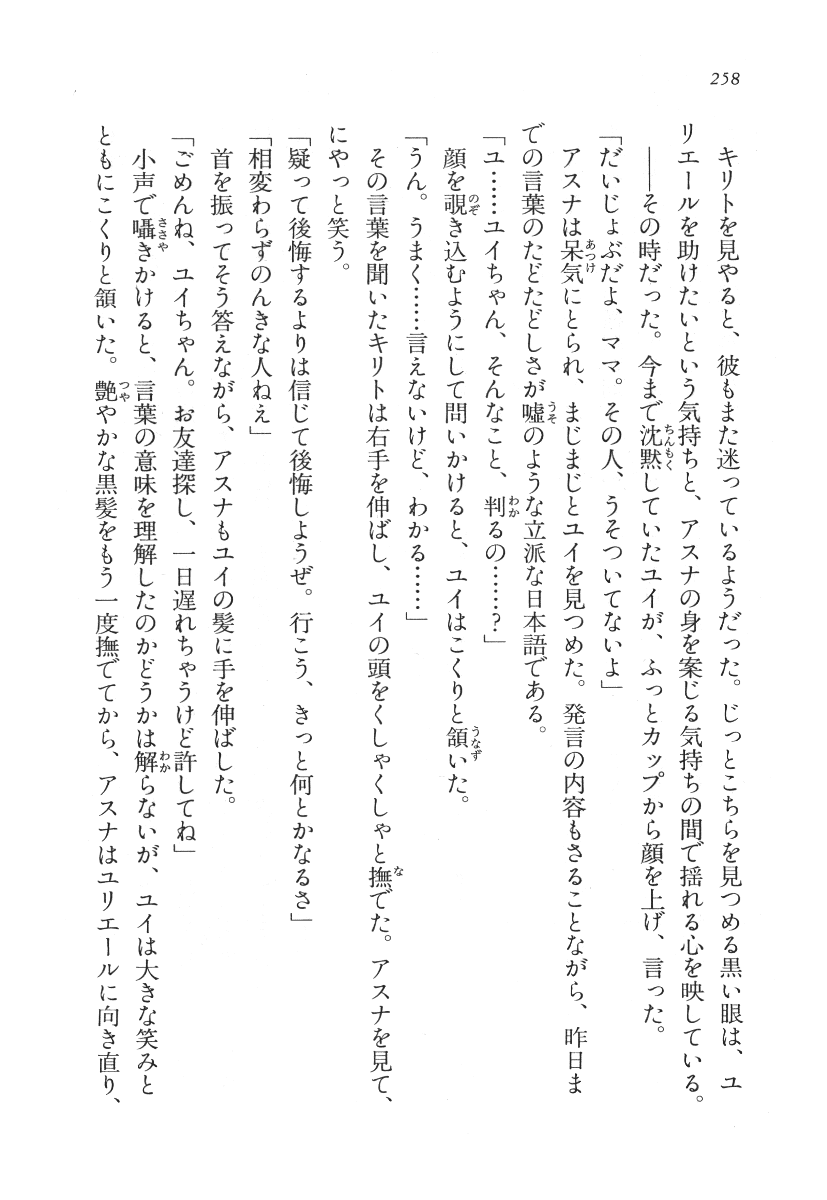 258
キリトを見やると、彼もまた迷っているようだった。じっとこちらを見つめる黒い眼は、ユ
リエールを助けたいという気持ちと、アスナの身を案じる気持ちの間で揺れる心を映している。
――その時だった。今まで沈黙していたユイが、ふっとカップから顔を上げ、言った。
「だいじょぶだよ、ママ。その人、うそついてないよ」
アスナは呆気にとられ、まじまじとユイを見つめた。発言の内容もさることながら、昨日ま
での言葉のたどたどしさが嘘のような立派な日本語である。
「ユ……ユイちゃん、そんなこと、判るの……?」
顔を覗き込むようにして問いかけると、ユイはこくりと頷いた。
「うん。うまく……言えないけど、わかる……」
その言葉を聞いたキリトは右手を伸ばし、ユイの頭をくしゃくしゃと撫でた。アスナを見て、
にやっと笑う。
「疑って後悔するよりは信じて後悔しようぜ。行こう、きっと何とかなるさ」
「相変わらずのんきな人ねえ」
首を振ってそう答えながら、アスナもユイの髪に手を伸ばした。
「ごめんね、ユイちゃん。お友達探し、一日遅れちゃうけど許してね」
小声で囁きかけると、言葉の意味を理解したのかどうかは解らないが、ユイは大きな笑みと
ともにこくりと頷いた。艶やかな黒髪をもう一度撫でてから、アスナはユリエールに向き直り、